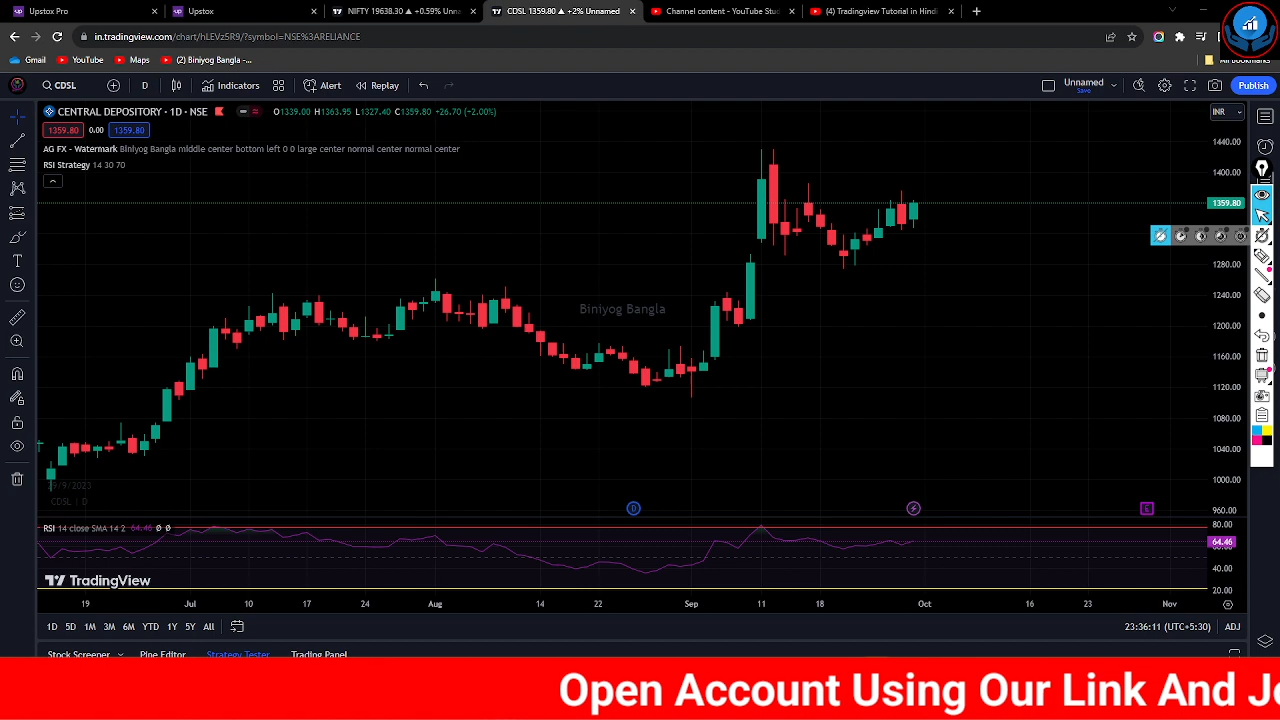 Upstox Pro
Upstox
NIFTY 19638.30 ▲ +0.59% Unna
CDSL 1359.80 ▲ +2% Unnamed
Channel content - YouTube Stu
(4) Tradingview Tutorial in Hindi
in.tradingview.com/chart/hLEVz5R9/?symbol=NSE%3ARELIANCE
Gmail
YouTube
Maps
(2) Biniyog Bangla -...
All Bookmarks
CDSL
D
Indicators
Alert
Replay
Unnamed
Save
Publish
CENTRAL DEPOSITORY · 1D · NSE
O1339.00 H1363.95 L1327.40 C1359.80 +26.70 (+2.00%)
INR
1359.80 0.00 1359.80
AG FX - Watermark Biniyog Bangla middle center bottom left 0 0 large center normal center normal center
RSI Strategy 14 30 70
1440.00
1400.00
1359.80
1280.00
1240.00
1200.00
1160.00
1120.00
1080.00
1040.00
1000.00
960.00
Biniyog Bangla
29/9/2023
CDSL | D
D
E
RSI 14 close SMA 14 2 64.46 Ø Ø
80.00
64.46
60.00
40.00
20.00
TradingView
19 Jul 10 17 24 Aug 14 22 Sep 11 18 Oct 16 23 Nov
1D 5D 1M 3M 6M YTD 1Y 5Y All
23:36:11 (UTC+5:30)
ADJ
Stock Screener
Pine Editor
Strategy Tester
Trading Panel
Open Account Using Our Link And Jo